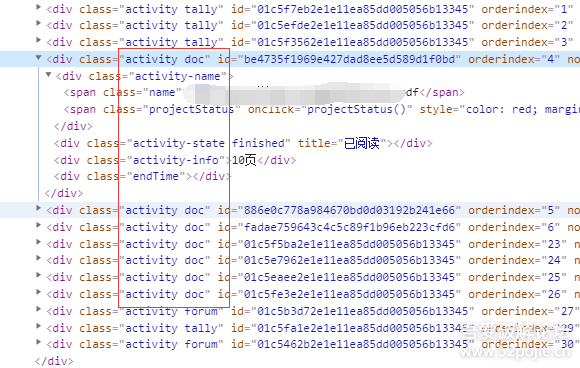 <div class="activity tally" id="01c5f7eb2e1e11ea85dd005056b13345" orderindex="1"
<div class="activity tally" id="01c5efde2e1e11ea85dd005056b13345" orderindex="2"
<div class="activity tally" id="01c5f3562e1e11ea85dd005056b13345" orderindex="3"
<div class="activity doc" id="be4735f1969e427dad8ee5d589d1f0bd" orderindex="4" no
<div class="activity-name">
<span class="name" df</span>
<span class="projectStatus" onclick="projectStatus()" style="color: red; margin
</div>
<div class="activity-state finished" title="已阅读"></div>
<div class="activity-info">10页</div>
<div class="endTime"></div>
</div>
<div class="activity doc" id="886e0c778a984670bd0d03192b241e66" orderindex="5" no
<div class="activity doc" id="fadae759643c4c5c89f1b96eb223cfd6" orderindex="6" no
<div class="activity doc" id="01c5f5ba2e1e11ea85dd005056b13345" orderindex="23" n
<div class="activity doc" id="01c5e7962e1e11ea85dd005056b13345" orderindex="24" n
<div class="activity doc" id="01c5eaee2e1e11ea85dd005056b13345" orderindex="25" n
<div class="activity doc" id="01c5fe3e2e1e11ea85dd005056b13345" orderindex="26" n
<div class="activity forum" id="01c5b3d72e1e11ea85dd005056b13345" orderindex="27"
<div class="activity tally" id="01c5fa1e2e1e11ea85dd005056b13345" orderindex="29"
<div class="activity forum" id="01c5462b2e1e11ea85dd005056b13345" orderindex="30"
</div>
吾爱破解论坛
www.52pojie.cn